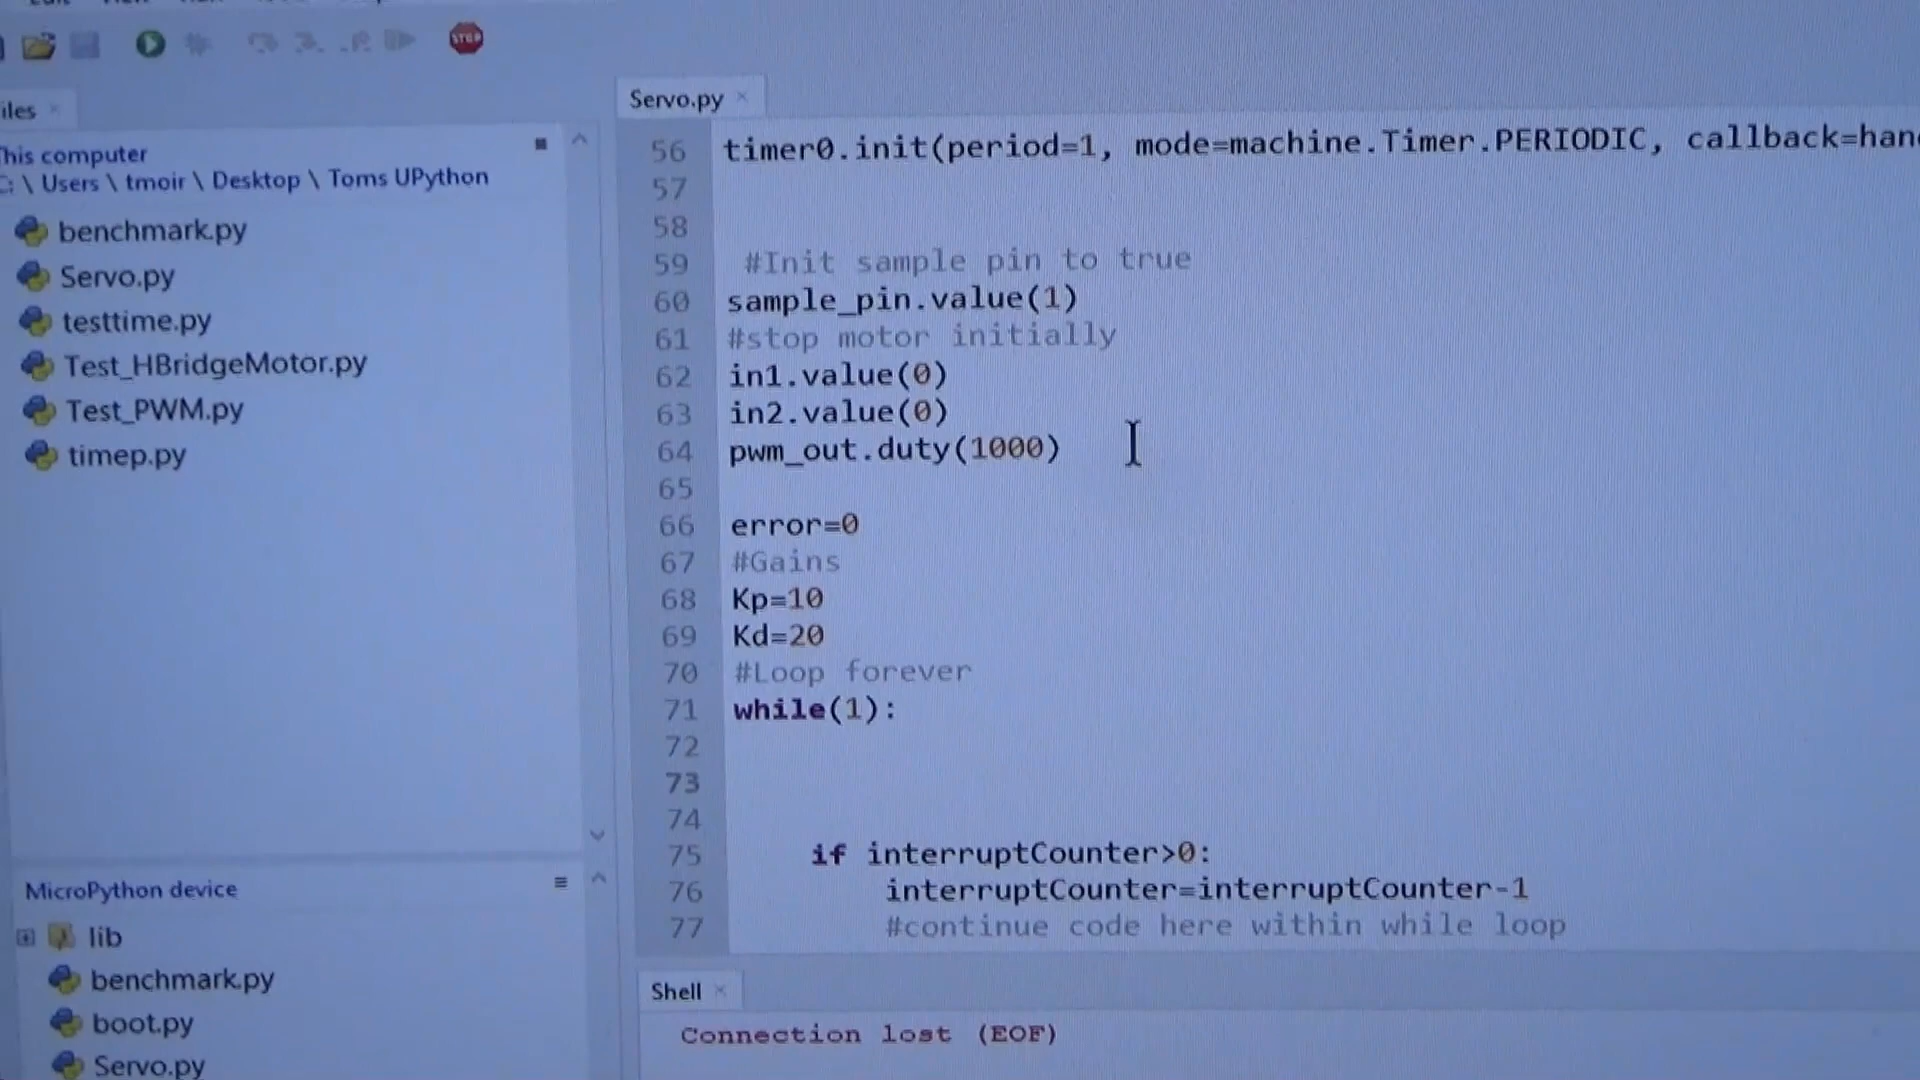 STOP
iles
Servo.py
his computer
C: \ Users \ tmoir \ Desktop \ Toms UPython
benchmark.py
Servo.py
testtime.py
Test_HBridgeMotor.py
Test_PWM.py
timep.py
MicroPython device
lib
benchmark.py
boot.py
Servo.py
56 timer0.init(period=1, mode=machine.Timer.PERIODIC, callback=han
57
58
59 #Init sample pin to true
60 sample_pin.value(1)
61 #stop motor initially
62 in1.value(0)
63 in2.value(0)
64 pwm_out.duty(1000)
65
66 error=0
67 #Gains
68 Kp=10
69 Kd=20
70 #Loop forever
71 while(1):
72
73
74
75 if interruptCounter>0:
76 interruptCounter=interruptCounter-1
77 #continue code here within while loop
Shell
Connection lost (EOF)